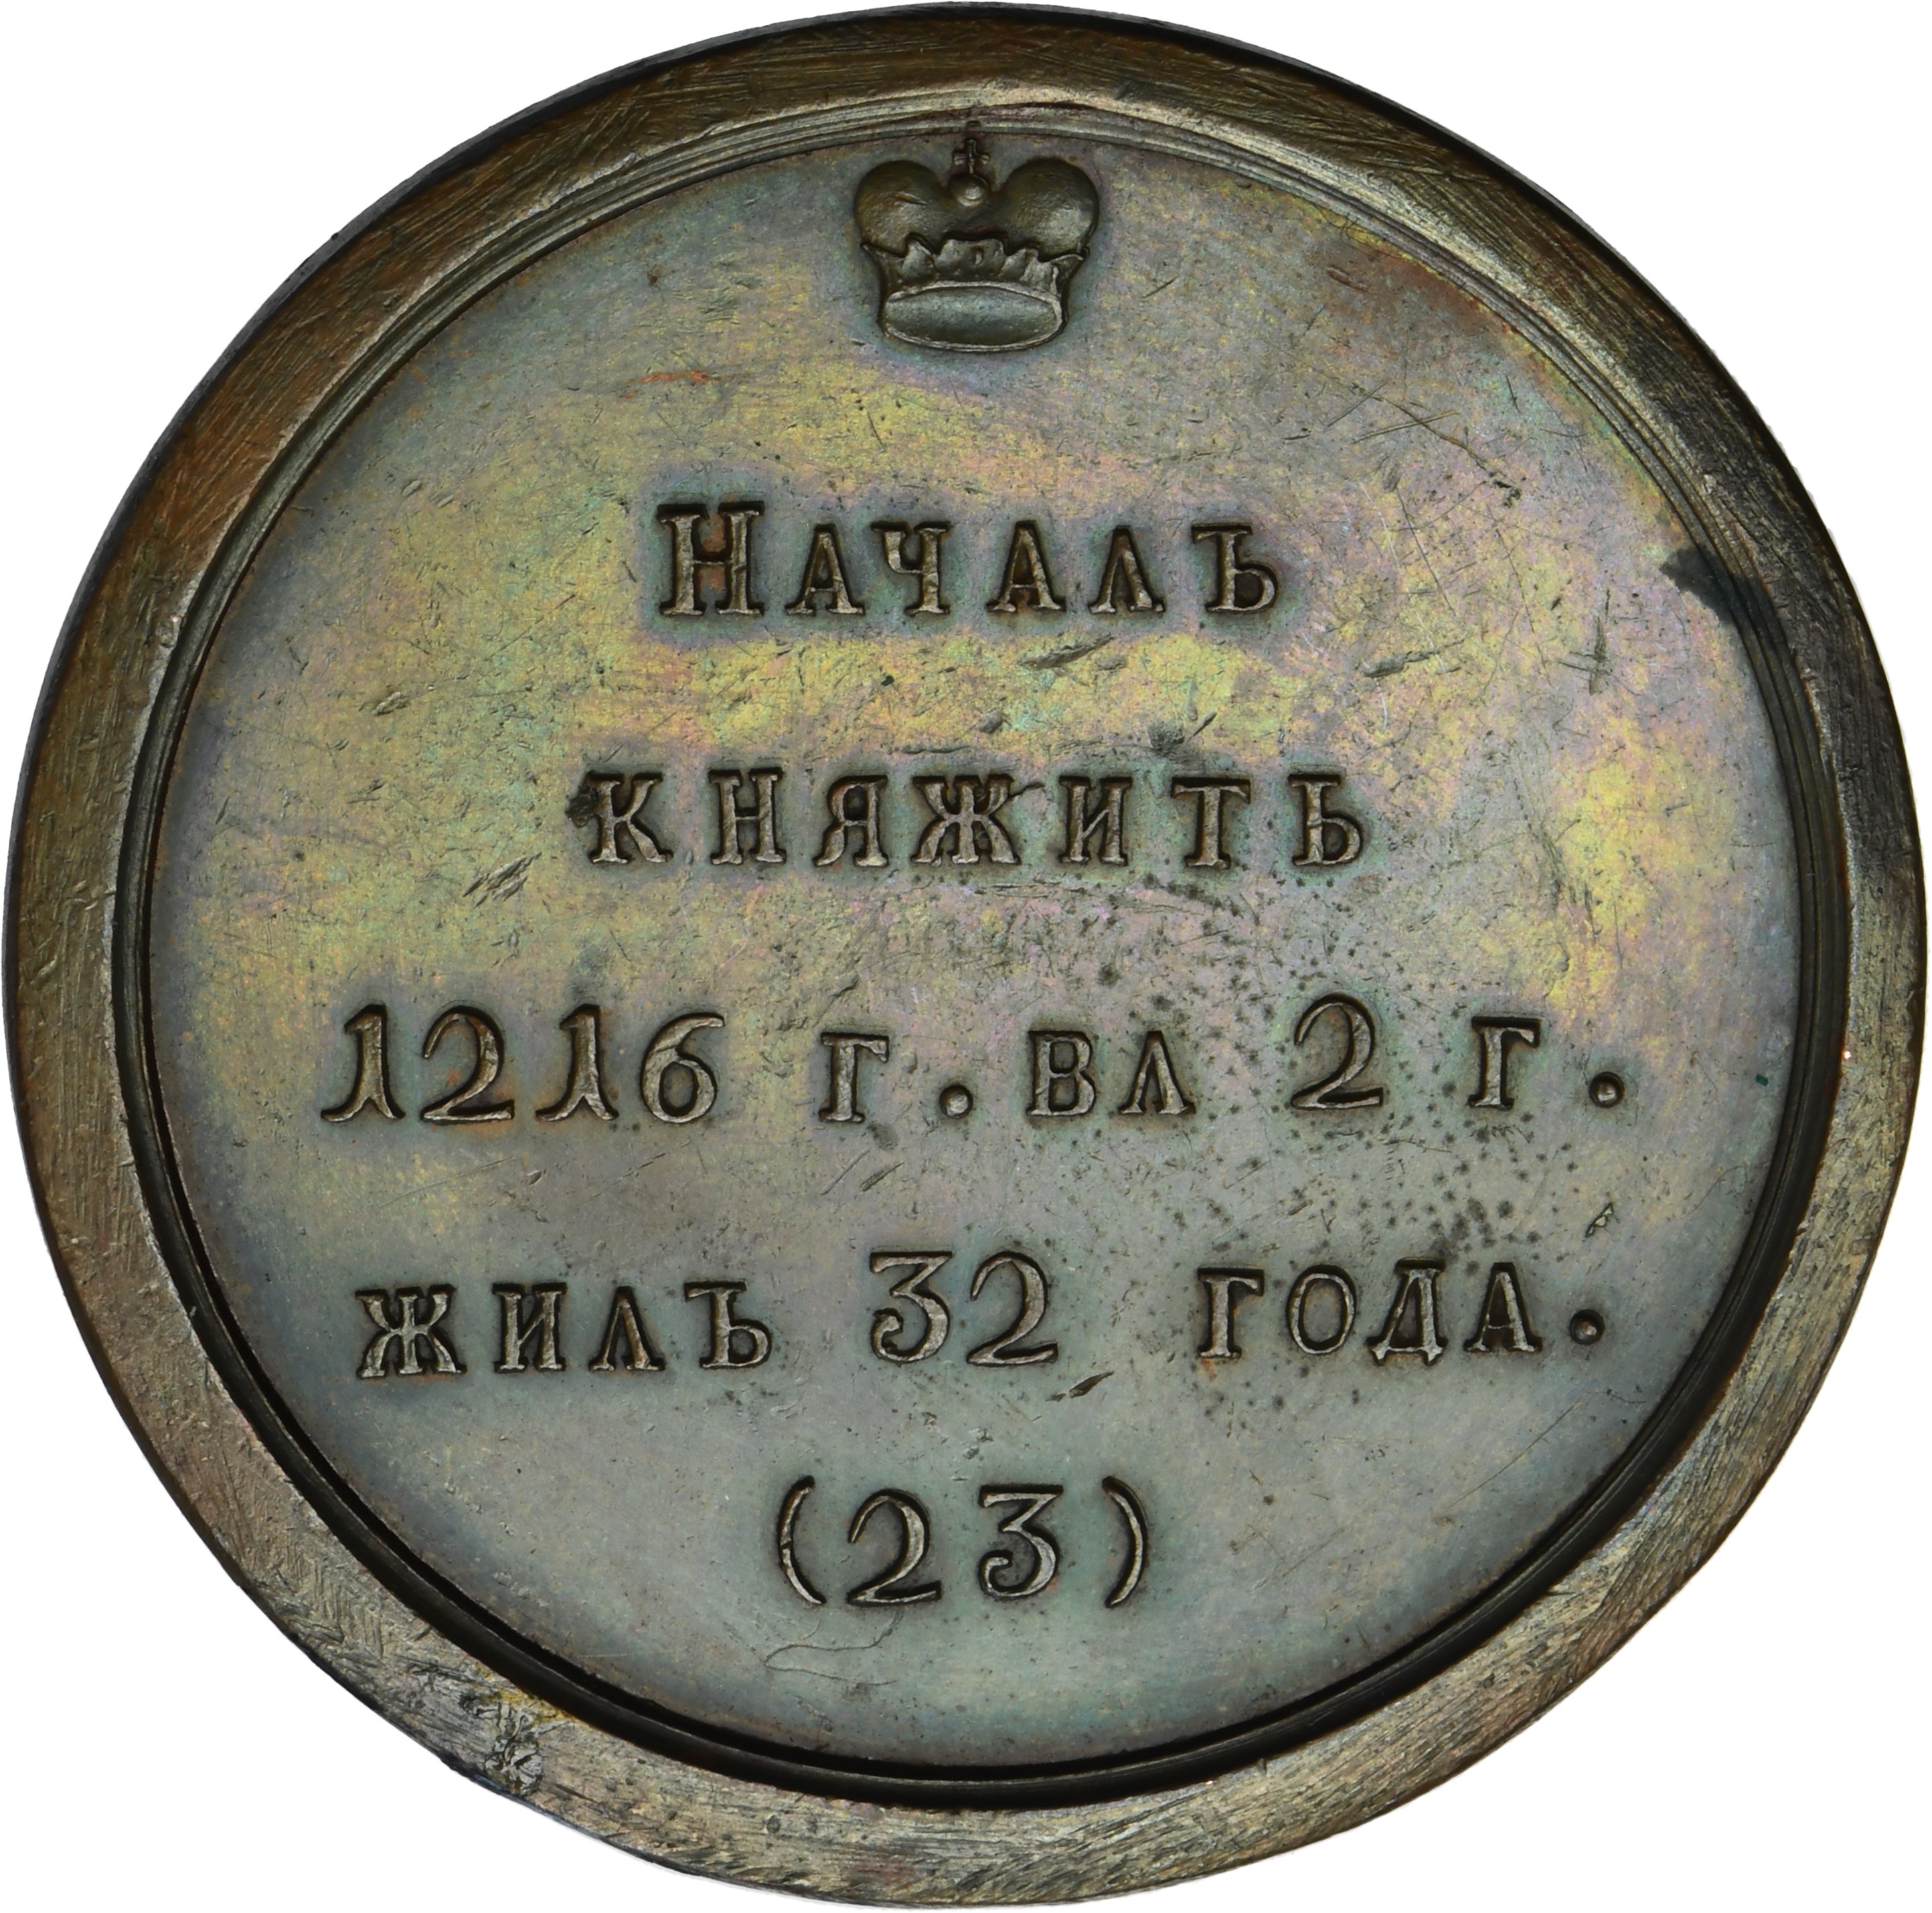 Началъ
княжить
1216 г. вл 2 г.
жилъ 32 года.
(23)